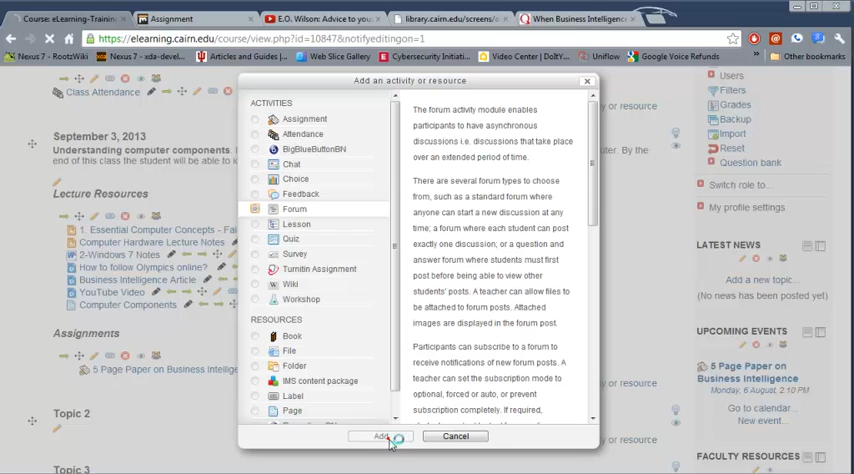 Course: eLearning-Training
Assignment
E.O. Wilson: Advice to you
library.cairn.edu/screens/
When Business Intelligence
https://elearning.cairn.edu/course/view.php?id=10847&notifyeditingon=1
Nexus 7 - RootzWiki
Nexus 7 - xda-devel
Articles and Guides |
10 Slide Gallery
Cybersecurity Initiati
Video Center | DoITY
Uniflow
Google Voice Refunds
Other bookmarks
Class Attendance
September 3, 2013
Understanding computer components.
end of this class the student will be able to
Lecture Resources
1. Essential Computer Concepts - Fai
Computer Hardware Lecture Notes
2-Windows 7 Notes
How to follow Olympics online?
Business Intelligence Article
YouTube Video
Computer Components
Assignments
5 Page Paper on Business Intelligence
Topic 2
Topic 3
Add an activity or resource
ACTIVITIES
Assignment
Attendance
BigBlueButtonBN
Chat
Choice
Feedback
Forum
Lesson
Quiz
Survey
Turnitin Assignment
Wiki
Workshop
RESOURCES
Book
File
Folder
IMS content package
Label
Page
The forum activity module enables
participants to have asynchronous
discussions i.e. discussions that take place
over an extended period of time.
There are several forum types to choose
from, such as a standard forum where
anyone can start a new discussion at any
time; a forum where each student can post
exactly one discussion; or a question and
answer forum where students must first
post before being able to view other
students' posts. A teacher can allow files to
be attached to forum posts. Attached
images are displayed in the forum post.
Participants can subscribe to a forum to
receive notifications of new forum posts. A
teacher can set the subscription mode to
optional, forced or auto, or prevent
subscription completely. If required,
Add
Cancel
y or resource
uter. By the
y or resource
y or resource
y or resource
Users
Filters
Grades
Backup
Import
Reset
Question bank
Switch role to...
My profile settings
LATEST NEWS
Add a new topic...
(No news has been posted yet)
UPCOMING EVENTS
5 Page Paper on
Business Intelligence
Monday, 6 August, 2:10 PM
Go to calendar...
New event...
FACULTY RESOURCES